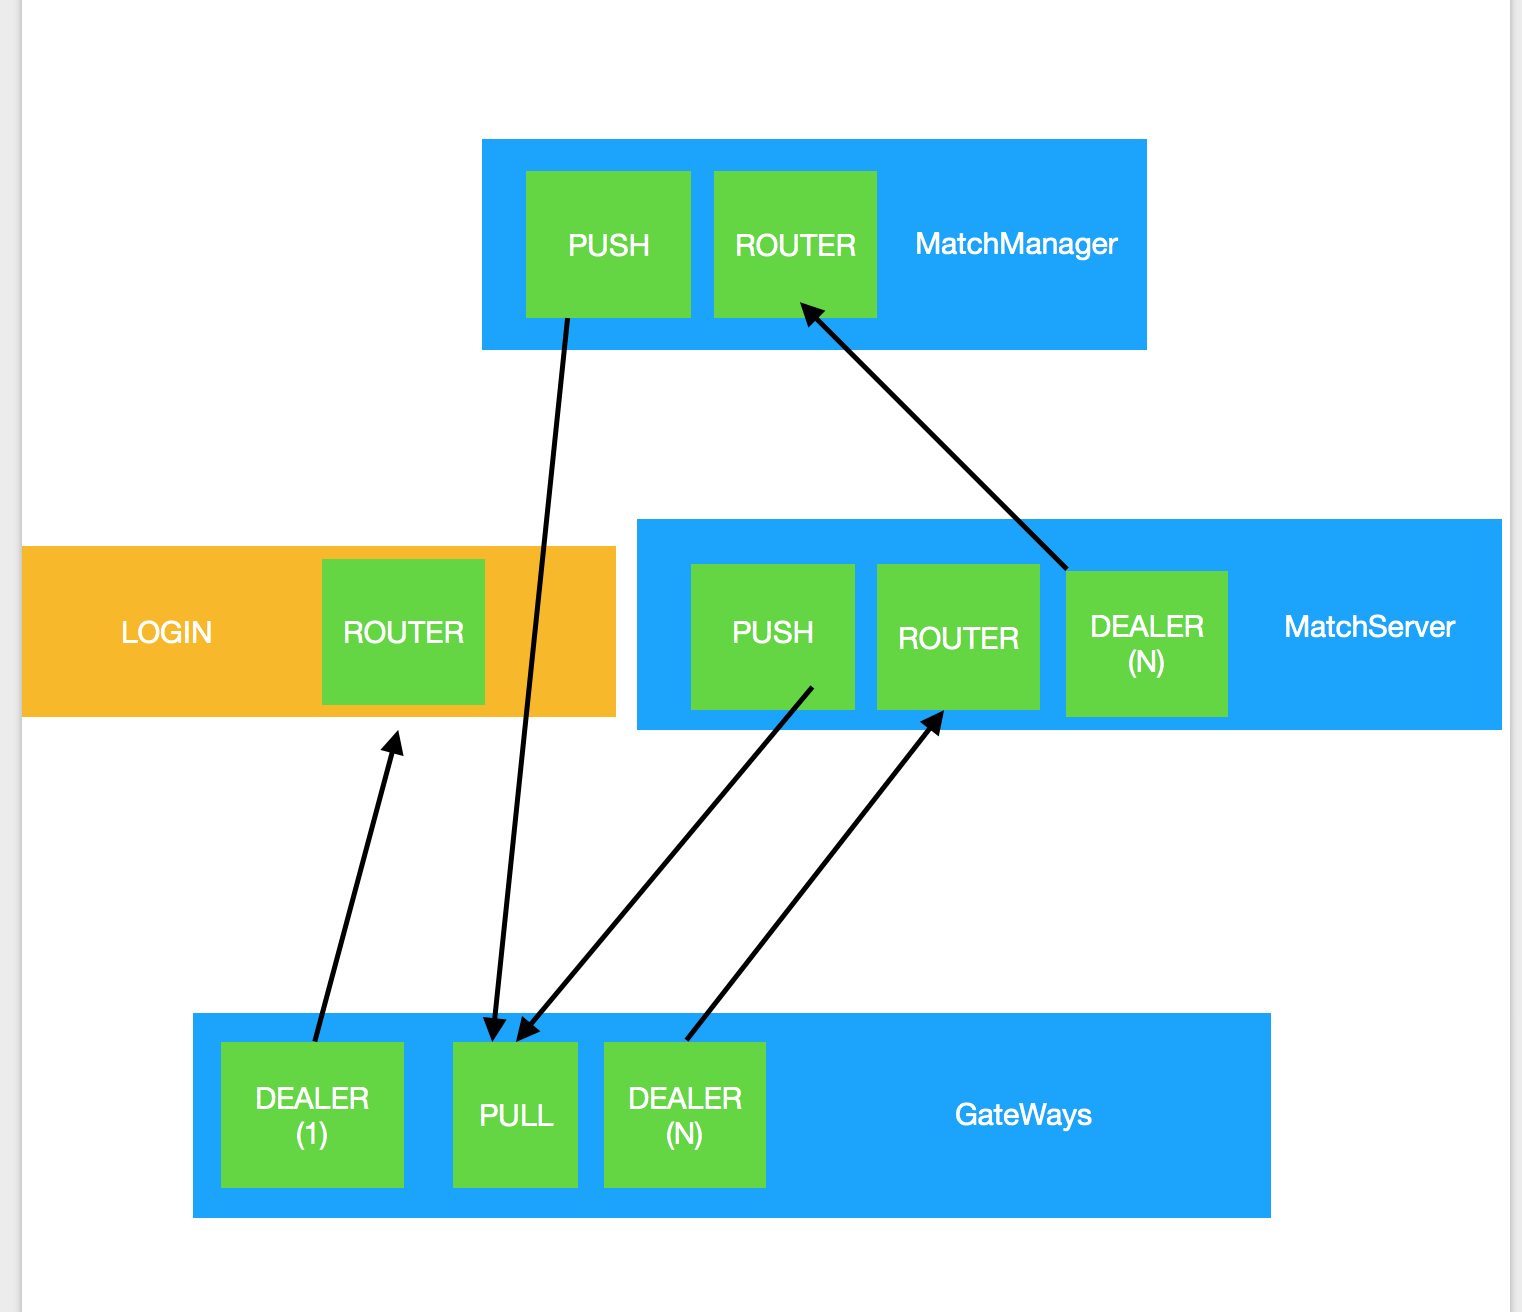 PUSH
ROUTER
MatchManager
LOGIN
ROUTER
PUSH
ROUTER
DEALER
(N)
MatchServer
DEALER
(1)
PULL
DEALER
(N)
GateWays